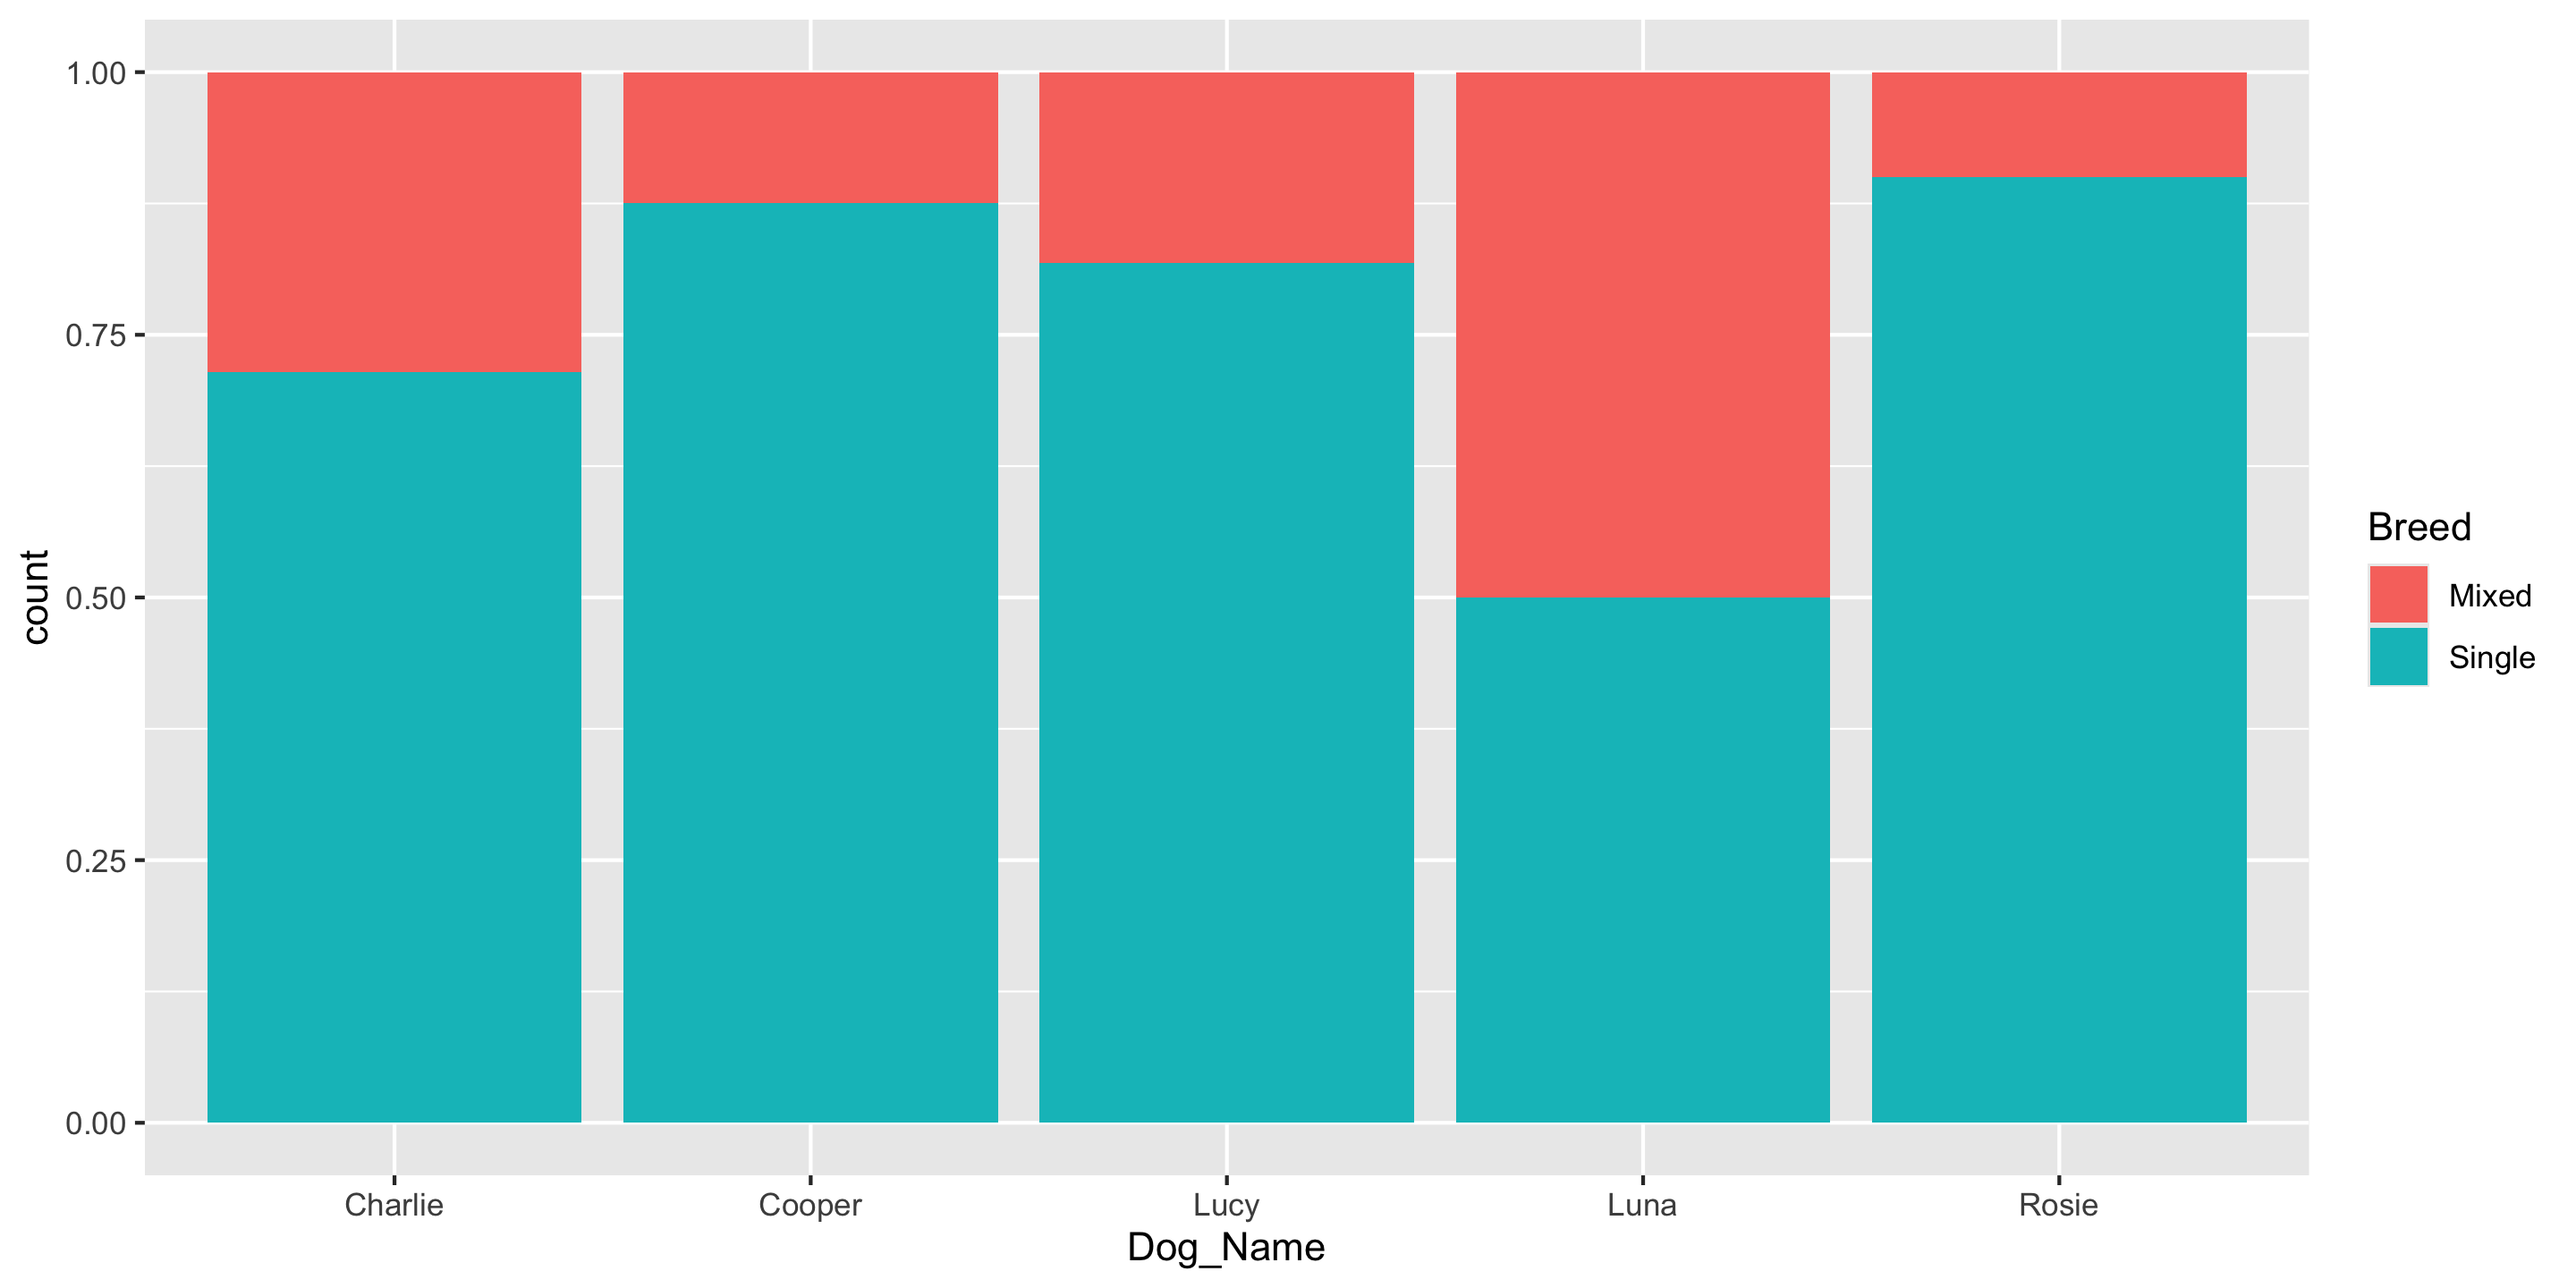 1.00
0.75
0.50
0.25
0.00
count
Charlie Cooper Lucy Luna Rosie
Dog_Name
Breed
Mixed
Single